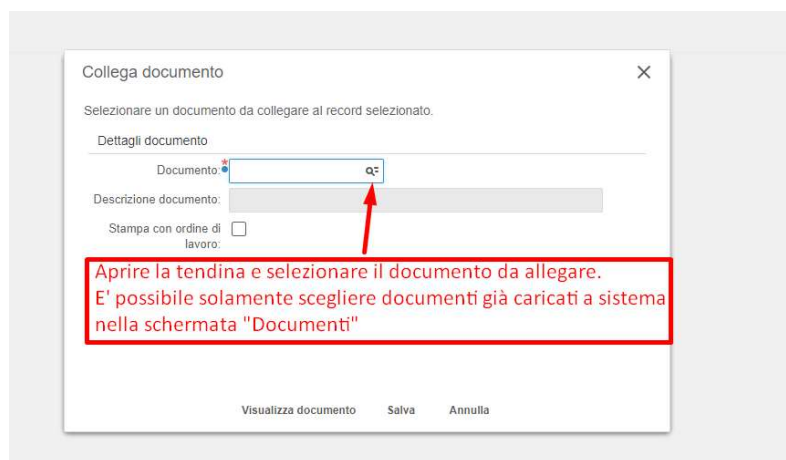 Collega documento
Selezionare un documento da collegare al record selezionato.
Dettagli documento
Documento:*
Descrizione documento:
Stampa con ordine di
lavoro:
Aprire la tendina e selezionare il documento da allegare.
E' possibile solamente scegliere documenti già caricati a sistema
nella schermata "Documenti"
Visualizza documento Salva Annulla